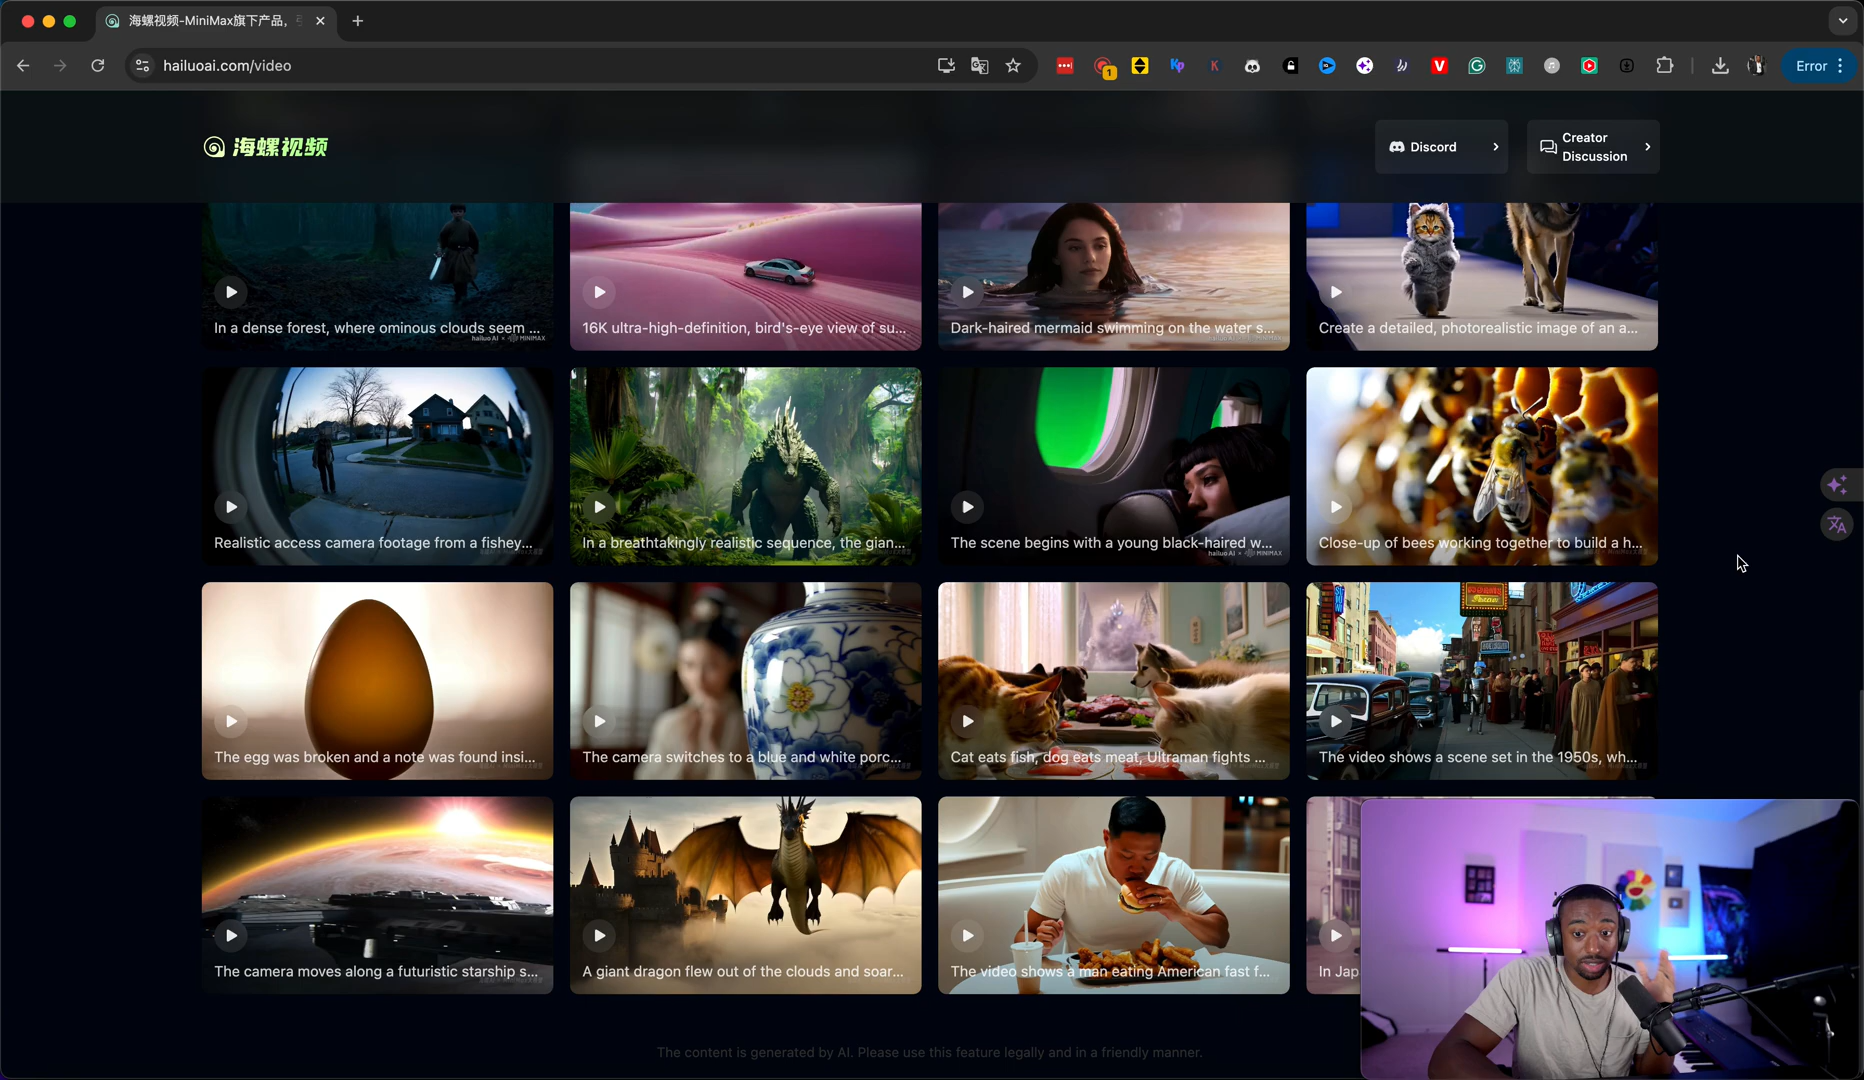 海螺视频-MiniMax旗下产品,
hailuoai.com/video
1
Error
海螺视频
Discord
Creator
Discussion
In a dense forest, where ominous clouds seem ...
hailuo AI × MINIMAX
16K ultra-high-definition, bird's-eye view of su...
Dark-haired mermaid swimming on the water s...
Create a detailed, photorealistic image of an a...
Realistic access camera footage from a fishey...
In a breathtakingly realistic sequence, the gian...
The scene begins with a young black-haired w...
hailuo AI × MINIMAX
Close-up of bees working together to build a h...
The egg was broken and a note was found insi...
The camera switches to a blue and white porc...
Cat eats fish, dog eats meat, Ultraman fights ...
The video shows a scene set in the 1950s, wh...
The camera moves along a futuristic starship s...
A giant dragon flew out of the clouds and soar...
The video shows a man eating American fast f...
In Jap
The content is generated by AI. Please use this feature legally and in a friendly manner.